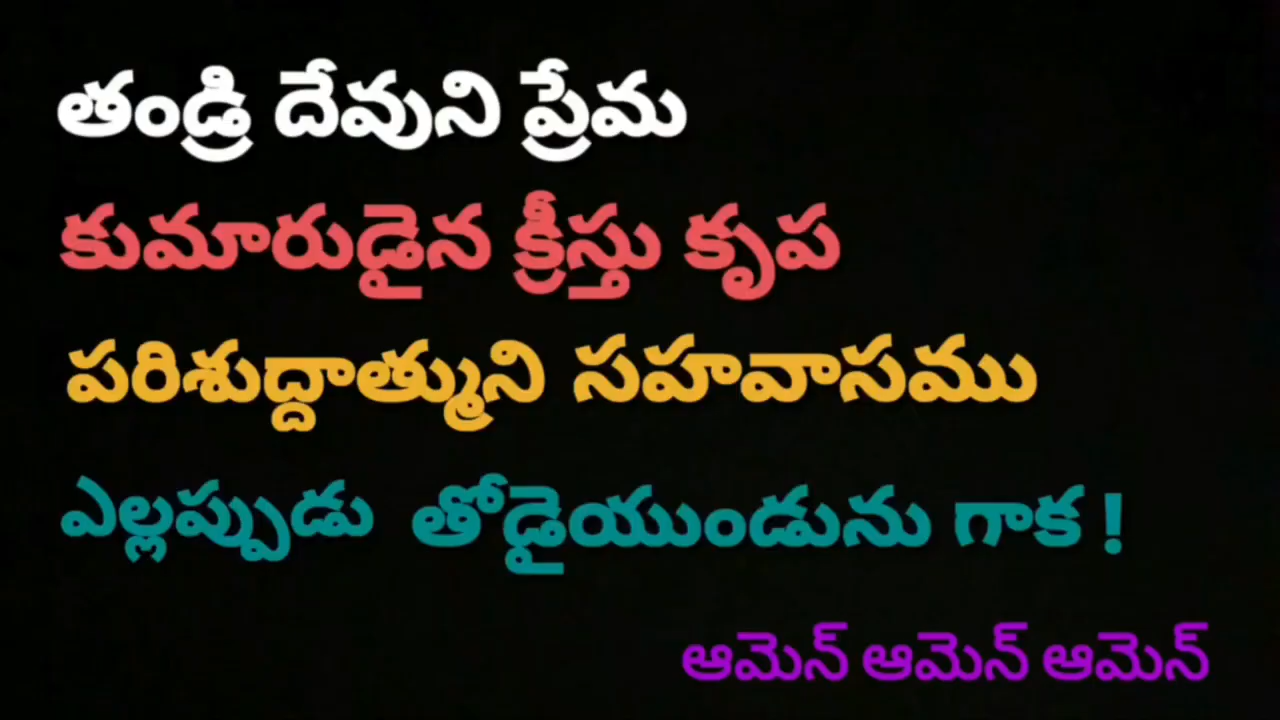 తండ్రి దేవుని ప్రేమ
కుమారుడైన క్రీస్తు కృప
పరిశుద్దాత్ముని సహవాసము
ఎల్లప్పుడు తోడైయుండును గాక !
ఆమెన్ ఆమెన్ ఆమెన్